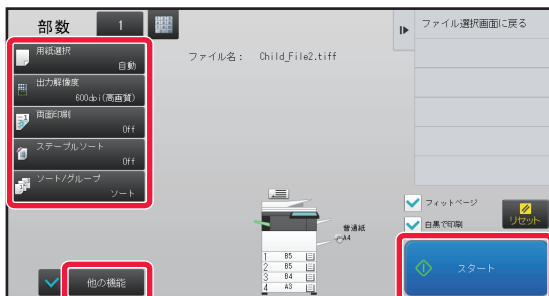 部数 1
ファイル選択画面に戻る
用紙選択
自動
ファイル名： Child_File2.tiff
出力解像度
600dpi(高画質)
両面印刷
Off
ステープルソート
Off
ソート/グループ
ソート
フィットページ
白黒で印刷
リセット
普通紙
A4
1 B5
2 B5
3 B4
4 A3
他の機能
スタート